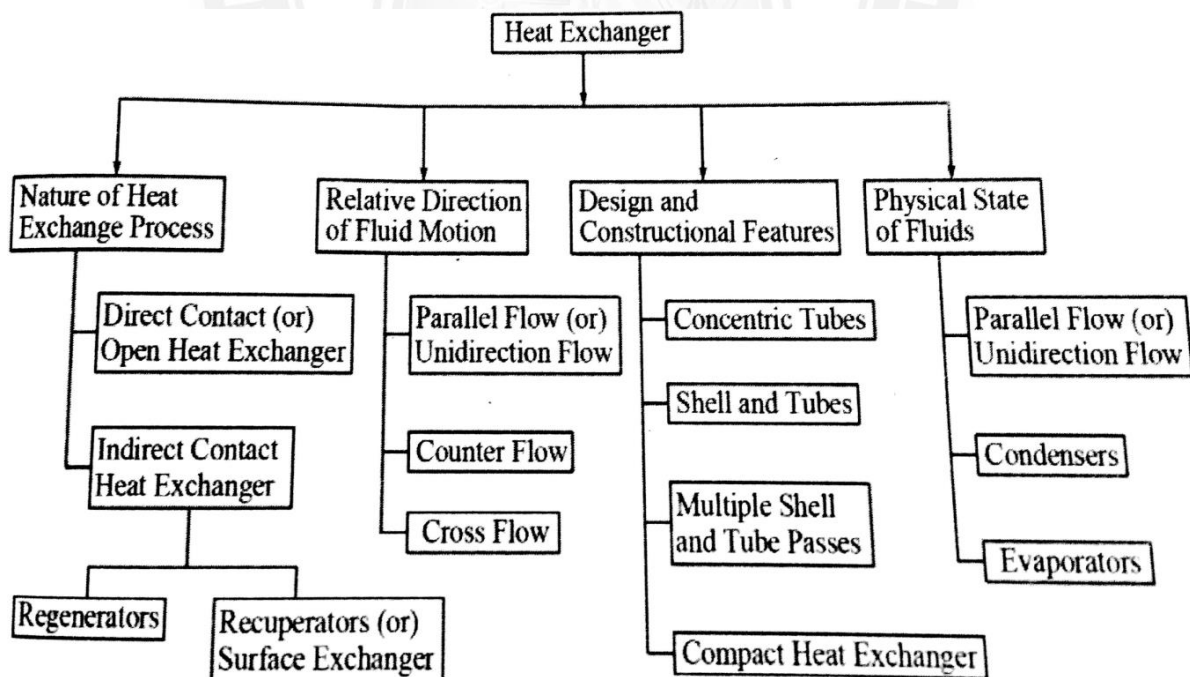 Heat Exchanger
Nature of Heat
Exchange Process
Relative Direction
of Fluid Motion
Design and
Constructional Features
Physical State
of Fluids
Direct Contact (or)
Open Heat Exchanger
Indirect Contact
Heat Exchanger
Regenerators
Recuperators (or)
Surface Exchanger
Parallel Flow (or)
Unidirection Flow
Counter Flow
Cross Flow
Concentric Tubes
Shell and Tubes
Multiple Shell
and Tube Passes
Compact Heat Exchanger
Parallel Flow (or)
Unidirection Flow
Condensers
Evaporators